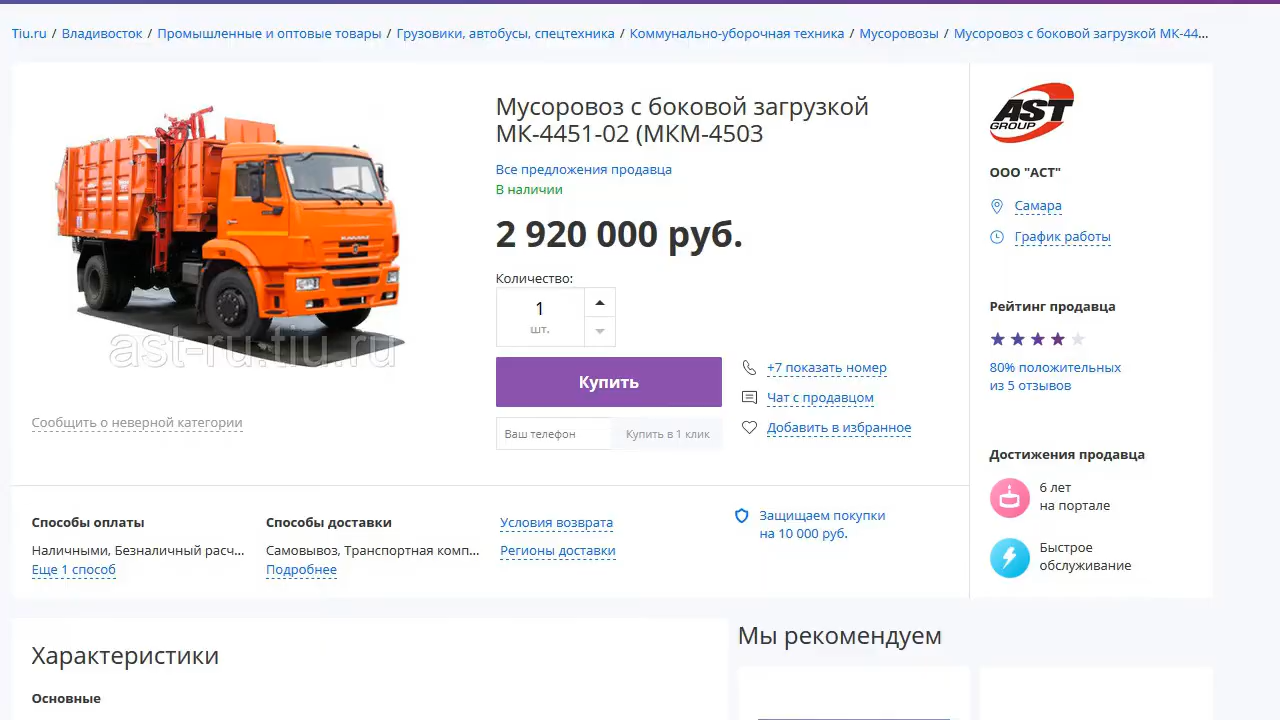 Tiu.ru / Владивосток / Промышленные и оптовые товары / Грузовики, автобусы, спецтехника / Коммунально-уборочная техника / Мусоровозы / Мусоровоз с боковой загрузкой МК-44...
Мусоровоз с боковой загрузкой
МК-4451-02 (МКМ-4503
Все предложения продавца
В наличии
2 920 000 руб.
Количество:
1
шт.
Купить
Ваш телефон
Купить в 1 клик
+7 показать номер
Чат с продавцом
Добавить в избранное
КАМАЗ
ast-ru.tiu.ru
Сообщить о неверной категории
Способы оплаты
Наличными, Безналичный расч...
Еще 1 способ
Способы доставки
Самовывоз, Транспортная комп...
Подробнее
Условия возврата
Регионы доставки
Защищаем покупки
на 10 000 руб.
AST
GROUP
ООО "АСТ"
Самара
График работы
Рейтинг продавца
80% положительных
из 5 отзывов
Достижения продавца
6 лет
на портале
Быстрое
обслуживание
Характеристики
Основные
Мы рекомендуем